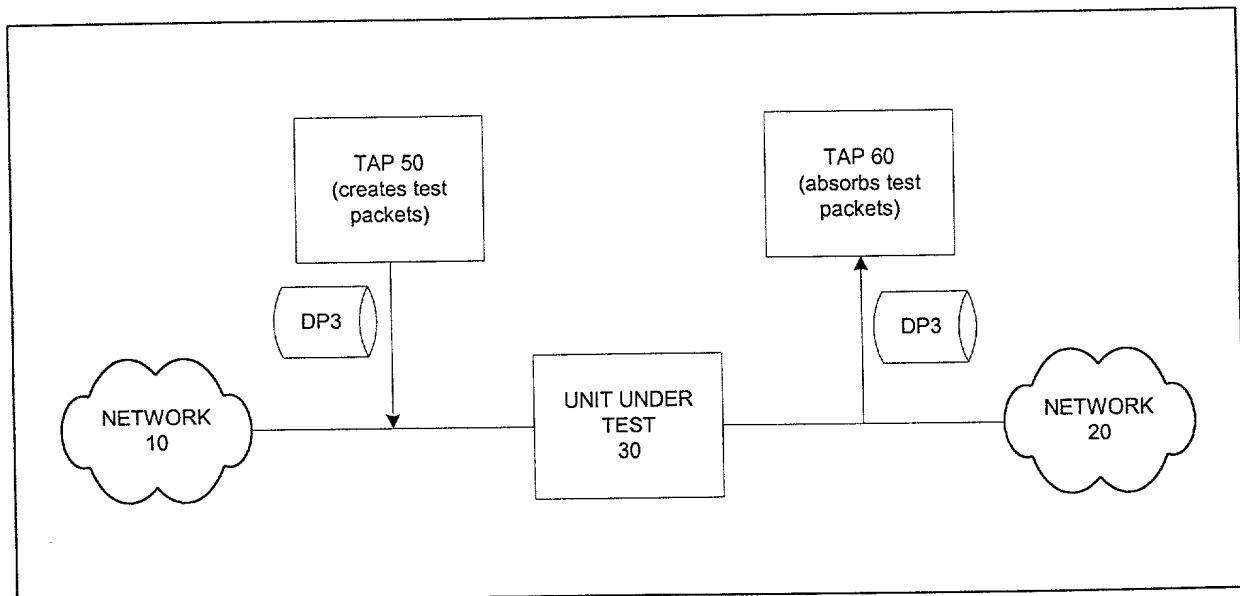 TAP 50
(creates test
packets)
TAP 60
(absorbs test
packets)
DP3
DP3
NETWORK
10
UNIT UNDER
TEST
30
NETWORK
20